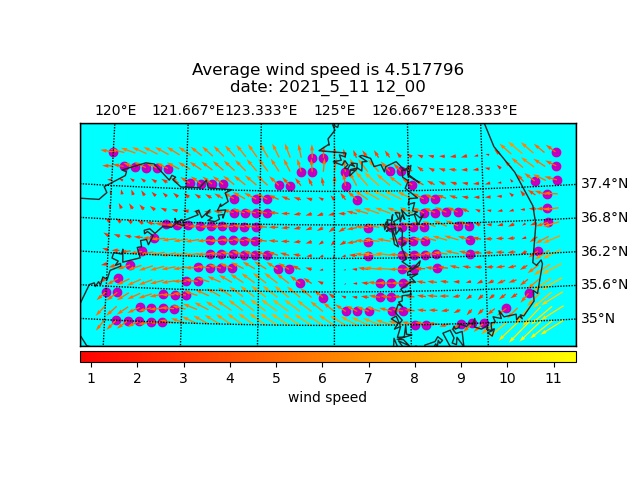 Average wind speed is 4.517796
date: 2021_5_11 12_00
120°E 121.667°E 123.333°E 125°E 126.667°E 128.333°E
37.4°N
36.8°N
36.2°N
35.6°N
35°N
1 2 3 4 5 6 7 8 9 10 11
wind speed